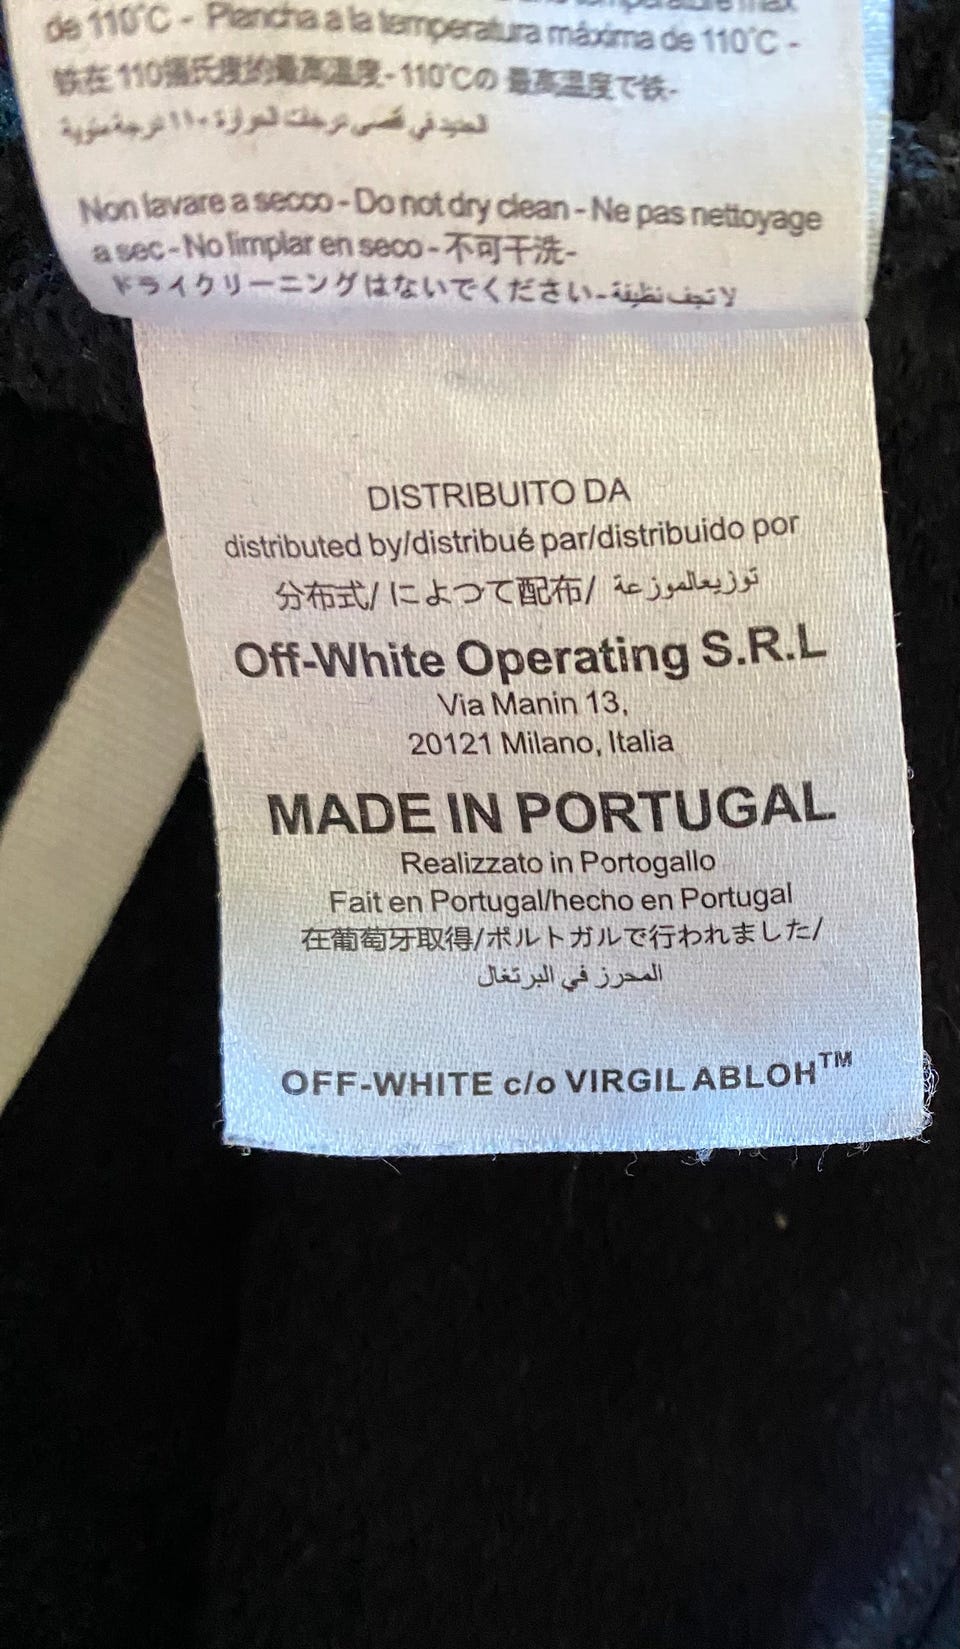 de 110°C - Plancha a la temperatura máxima de 110°C -
铁在 110摄氏度的最高温度-110℃の 最高温度で铁-
Non lavare a secco - Do not dry clean - Ne pas nettoyage
a sec - No limpiar en seco - 不可干洗-
ドライクリーニングはないでください-لا تجف نظيفة
DISTRIBUITO DA
distributed by/distribué par/distribuido por
分布式/ によつて配布/ توزيعالموزعة
Off-White Operating S.R.L
Via Manin 13,
20121 Milano, Italia
MADE IN PORTUGAL
Realizzato in Portogallo
Fait en Portugal/hecho en Portugal
在葡萄牙取得/ポルトガルで行われました/
المحرز في البرتغال
OFF-WHITE c/o VIRGIL ABLOH™